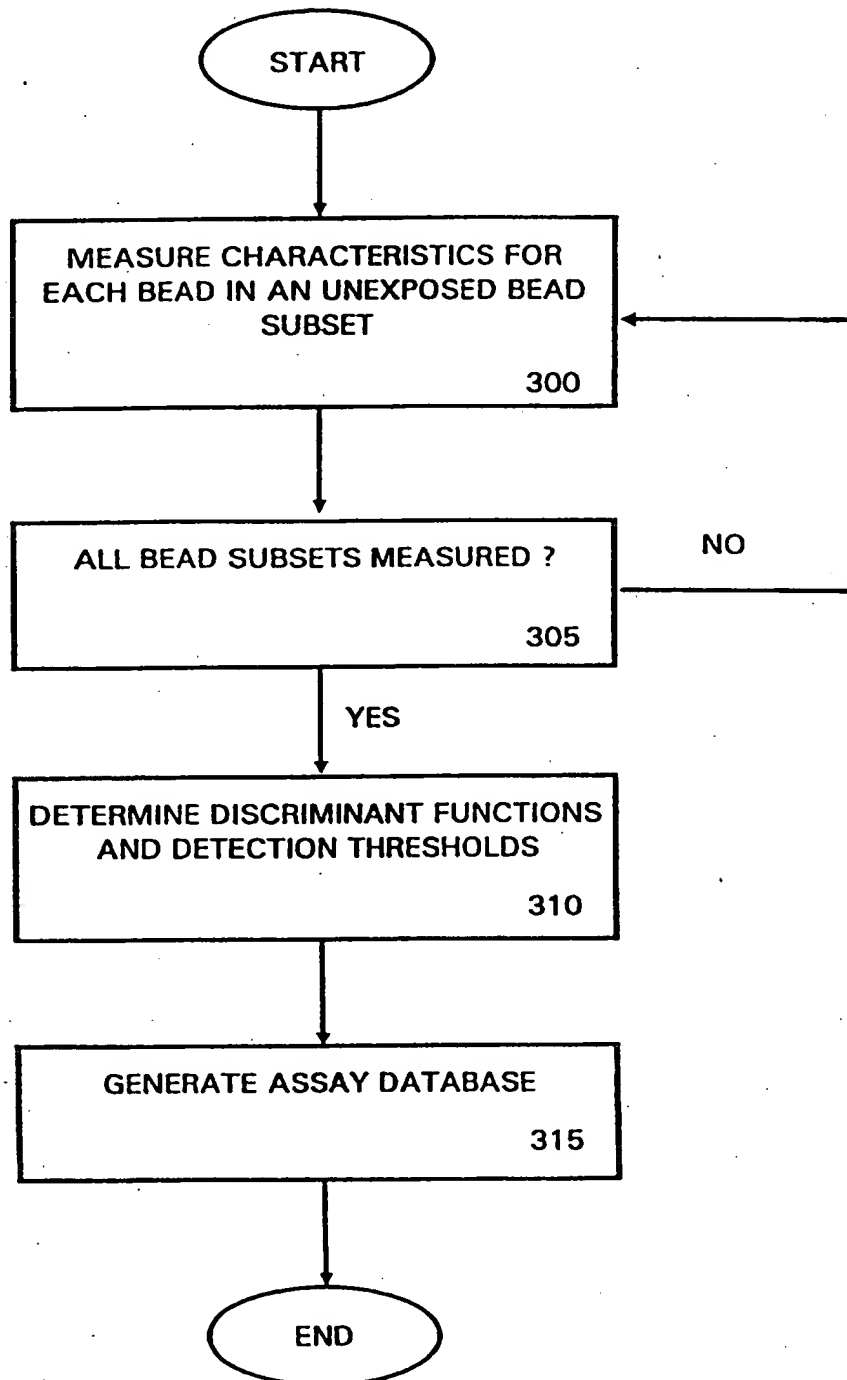 START
MEASURE CHARACTERISTICS FOR
EACH BEAD IN AN UNEXPOSED BEAD
SUBSET
300
ALL BEAD SUBSETS MEASURED ?
NO
305
YES
DETERMINE DISCRIMINANT FUNCTIONS
AND DETECTION THRESHOLDS
310
GENERATE ASSAY DATABASE
315
END